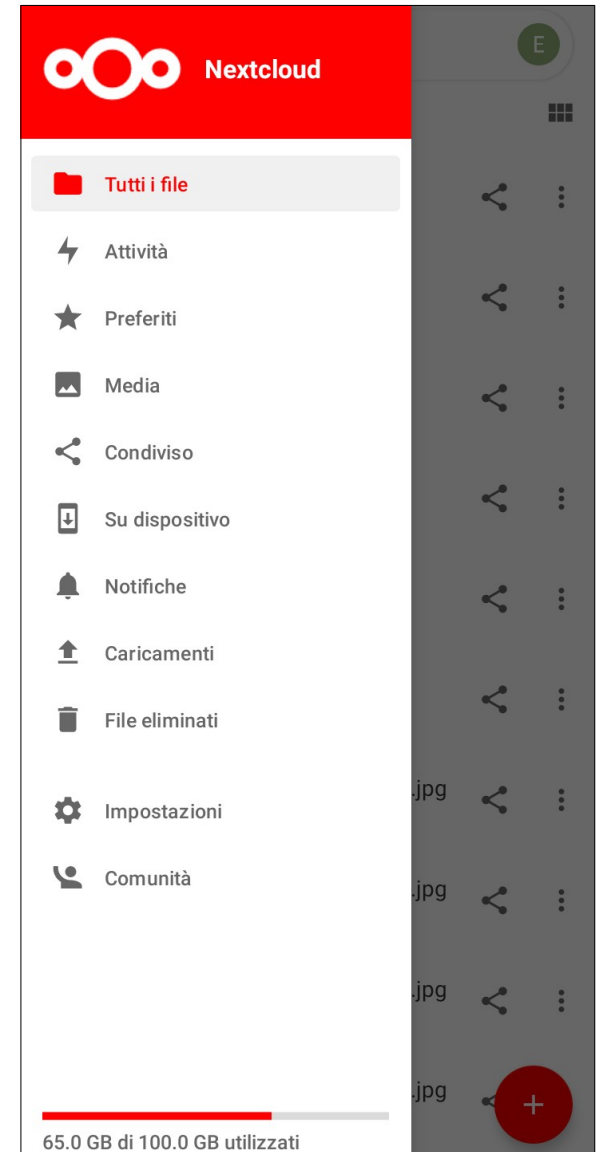 Nextcloud
E
Tutti i file
Attività
Preferiti
Media
Condiviso
Su dispositivo
Notifiche
Caricamenti
File eliminati
Impostazioni
.jpg
Comunità
.jpg
.jpg
.jpg
65.0 GB di 100.0 GB utilizzati